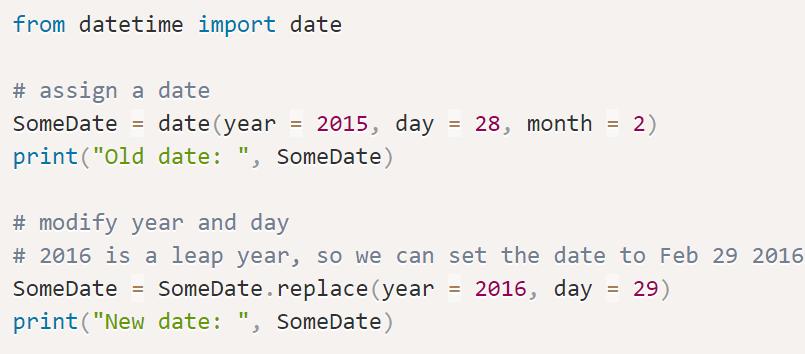 from datetime import date
# assign a date
SomeDate = date(year = 2015, day = 28, month = 2)
print("Old date: ", SomeDate)
# modify year and day
# 2016 is a leap year, so we can set the date to Feb 29 2016
SomeDate = SomeDate.replace(year = 2016, day = 29)
print("New date: ", SomeDate)